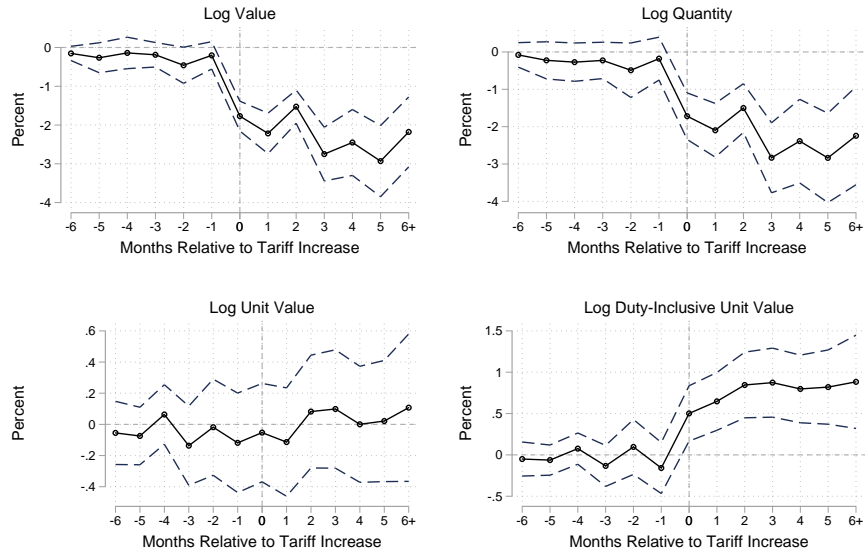 Log Value
Percent
0
-1
-2
-3
-4
-6 -5 -4 -3 -2 -1 0 1 2 3 4 5 6+
Months Relative to Tariff Increase
Log Quantity
Percent
0
-1
-2
-3
-4
-6 -5 -4 -3 -2 -1 0 1 2 3 4 5 6+
Months Relative to Tariff Increase
Log Unit Value
Percent
.6
.4
.2
0
-.2
-.4
-6 -5 -4 -3 -2 -1 0 1 2 3 4 5 6+
Months Relative to Tariff Increase
Log Duty-Inclusive Unit Value
Percent
1.5
1
.5
0
-.5
-6 -5 -4 -3 -2 -1 0 1 2 3 4 5 6+
Months Relative to Tariff Increase